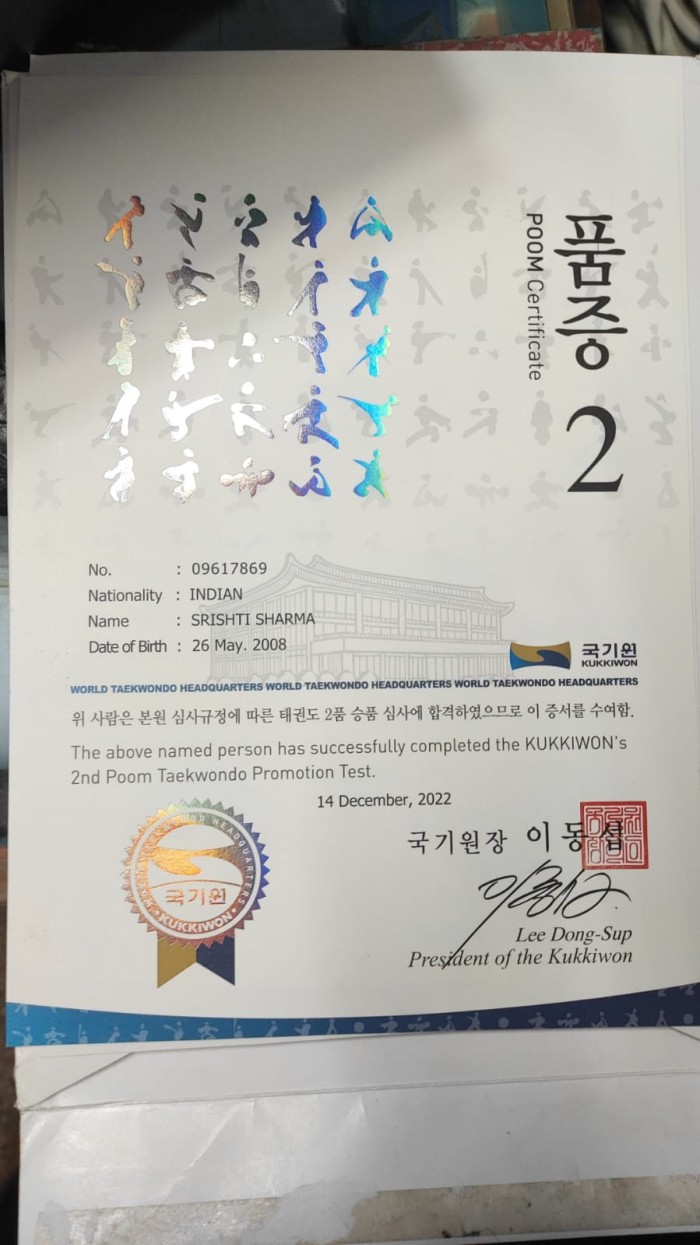 품증
POOM Certificate
2
No. : 09617869
Nationality : INDIAN
Name : SRISHTI SHARMA
Date of Birth : 26 May. 2008
국기원
KUKKIWON
WORLD TAEKWONDO HEADQUARTERS WORLD TAEKWONDO HEADQUARTERS WORLD TAEKWONDO HEADQUARTERS
위 사람은 본원 심사규정에 따른 태권도 2품 승품 심사에 합격하였으므로 이 증서를 수여함.
The above named person has successfully completed the KUKKIWON's
2nd Poom Taekwondo Promotion Test.
14 December, 2022
국기원장 이동섭
Lee Dong-Sup
President of the Kukkiwon
WORLD TAEKWONDO HEADQUARTERS
국기원
KUKKIWON